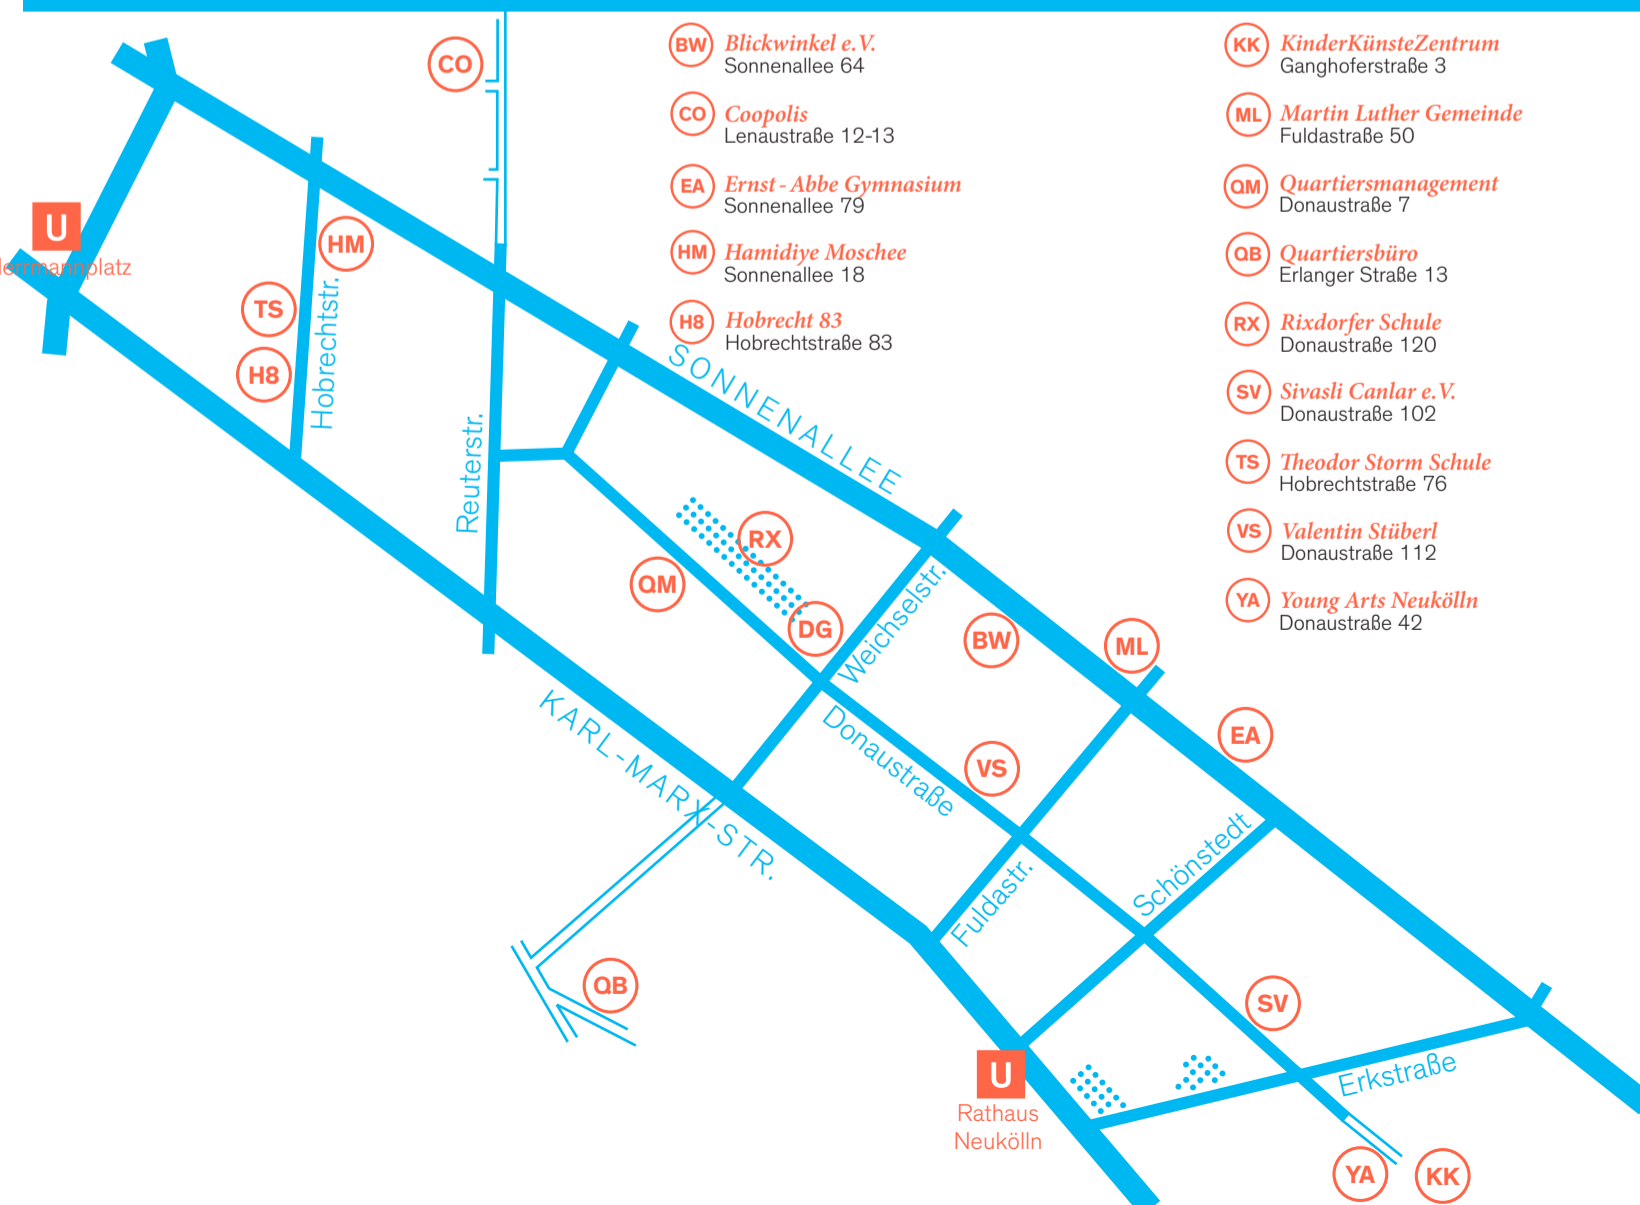 BW Blickwinkel e.V.
Sonnenallee 64
CO Coopolis
Lenaustraße 12-13
EA Ernst-Abbe Gymnasium
Sonnenallee 79
HM Hamidiye Moschee
Sonnenallee 18
H8 Hobrecht 83
Hobrechtstraße 83
KK KinderKünsteZentrum
Ganghoferstraße 3
ML Martin Luther Gemeinde
Fuldastraße 50
QM Quartiersmanagement
Donaustraße 7
QB Quartiersbüro
Erlanger Straße 13
RX Rixdorfer Schule
Donaustraße 120
SV Sivasli Canlar e.V.
Donaustraße 102
TS Theodor Storm Schule
Hobrechtstraße 76
VS Valentin Stüberl
Donaustraße 112
YA Young Arts Neukölln
Donaustraße 42
CO
U
errmannplatz
HM
TS
H8
Hobrechtstr.
Reuterstr.
SONNENALLEE
RX
QM
DG
Weichselstr.
BW
ML
KARL-MARX-STR.
Donaustraße
VS
EA
Fuldastr.
Schönstedt
QB
SV
U
Rathaus
Neukölln
Erkstraße
YA
KK